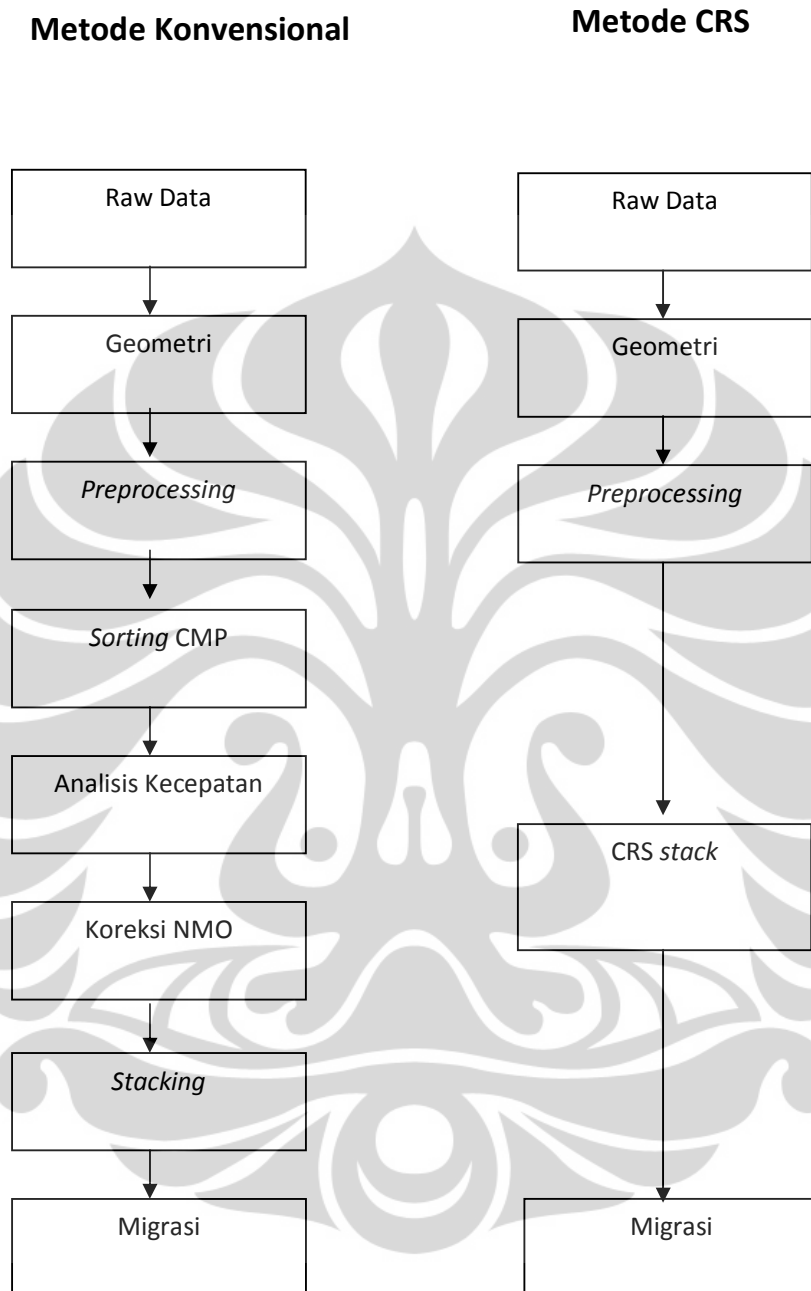 Metode Konvensional
Raw Data
Geometri
Preprocessing
Sorting CMP
Analisis Kecepatan
Koreksi NMO
Stacking
Migrasi
Metode CRS
Raw Data
Geometri
Preprocessing
CRS stack
Migrasi